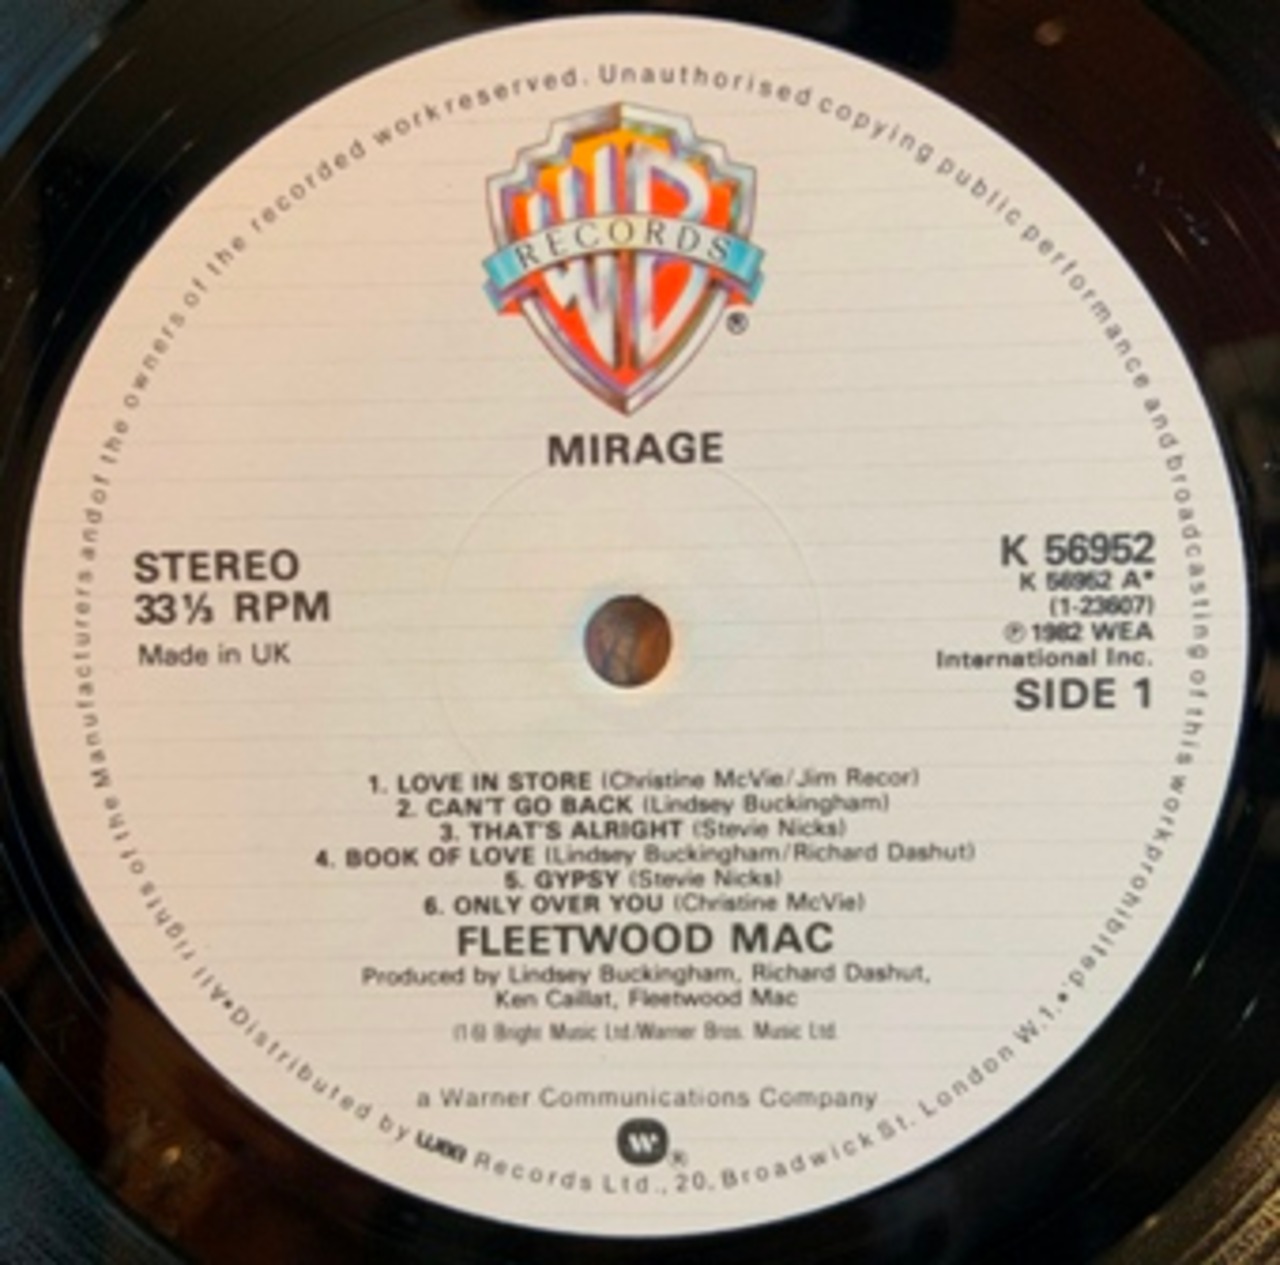 All rights of the Manufacturers and of the owners of the recorded work reserved. Unauthorised copying public performance and broadcasting of this work prohibited.
WB
RECORDS
®
MIRAGE
STEREO
33⅓ RPM
Made in UK
K 56952
K 56952 A*
(1-23607)
℗ 1982 WEA
International Inc.
SIDE 1
1. LOVE IN STORE (Christine McVie/Jim Recor)
2. CAN'T GO BACK (Lindsey Buckingham)
3. THAT'S ALRIGHT (Stevie Nicks)
4. BOOK OF LOVE (Lindsey Buckingham/Richard Dashut)
5. GYPSY (Stevie Nicks)
6. ONLY OVER YOU (Christine McVie)
FLEETWOOD MAC
Produced by Lindsey Buckingham, Richard Dashut,
Ken Caillat, Fleetwood Mac
(1-6) Bright Music Ltd/Warner Bros. Music Ltd.
a Warner Communications Company
W ®
•Distributed by wea Records Ltd., 20, Broadwick St. London W.1.•